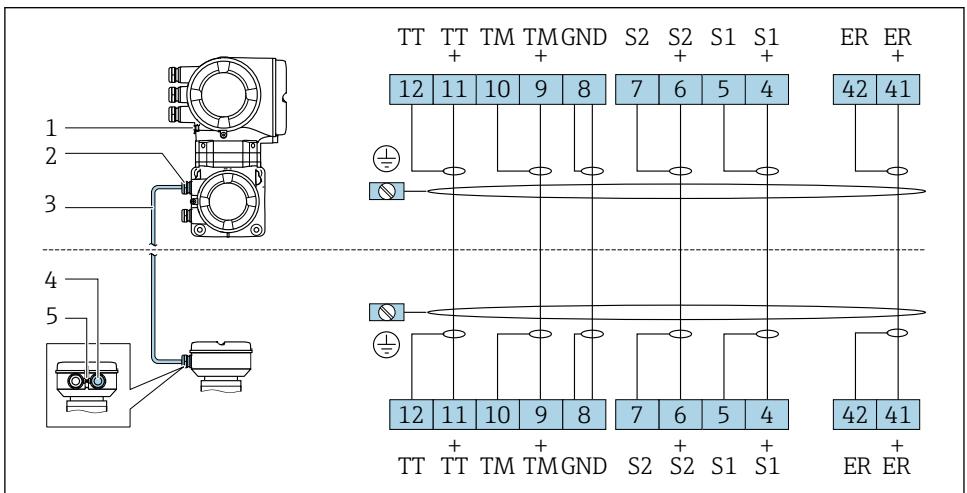 TT TT TM TM GND S2 S2 S1 S1 ER ER
+ + + + +
12 11 10 9 8 7 6 5 4 42 41
1
2
3
4
5
12 11 10 9 8 7 6 5 4 42 41
+ + + + +
TT TT TM TM GND S2 S2 S1 S1 ER ER